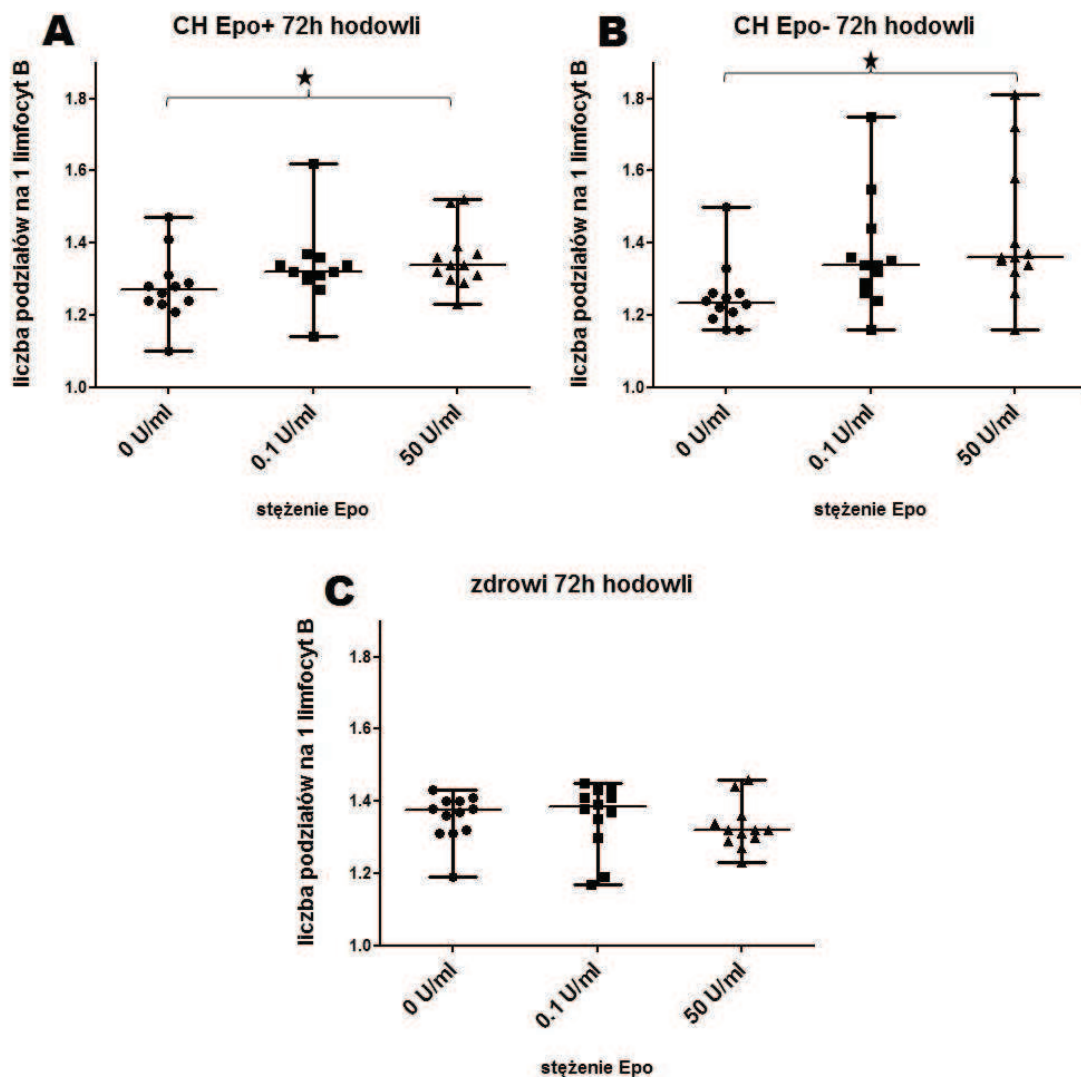 A
CH Epo+ 72h hodowli
liczba podziałów na 1 limfocyt B
1.8
1.6
1.4
1.2
1.0
0 U/ml
0.1 U/ml
50 U/ml
stężenie Epo
B
CH Epo- 72h hodowli
liczba podziałów na 1 limfocyt B
1.8
1.6
1.4
1.2
1.0
0 U/ml
0.1 U/ml
50 U/ml
stężenie Epo
C
zdrowi 72h hodowli
liczba podziałów na 1 limfocyt B
1.8
1.6
1.4
1.2
1.0
0 U/ml
0.1 U/ml
50 U/ml
stężenie Epo